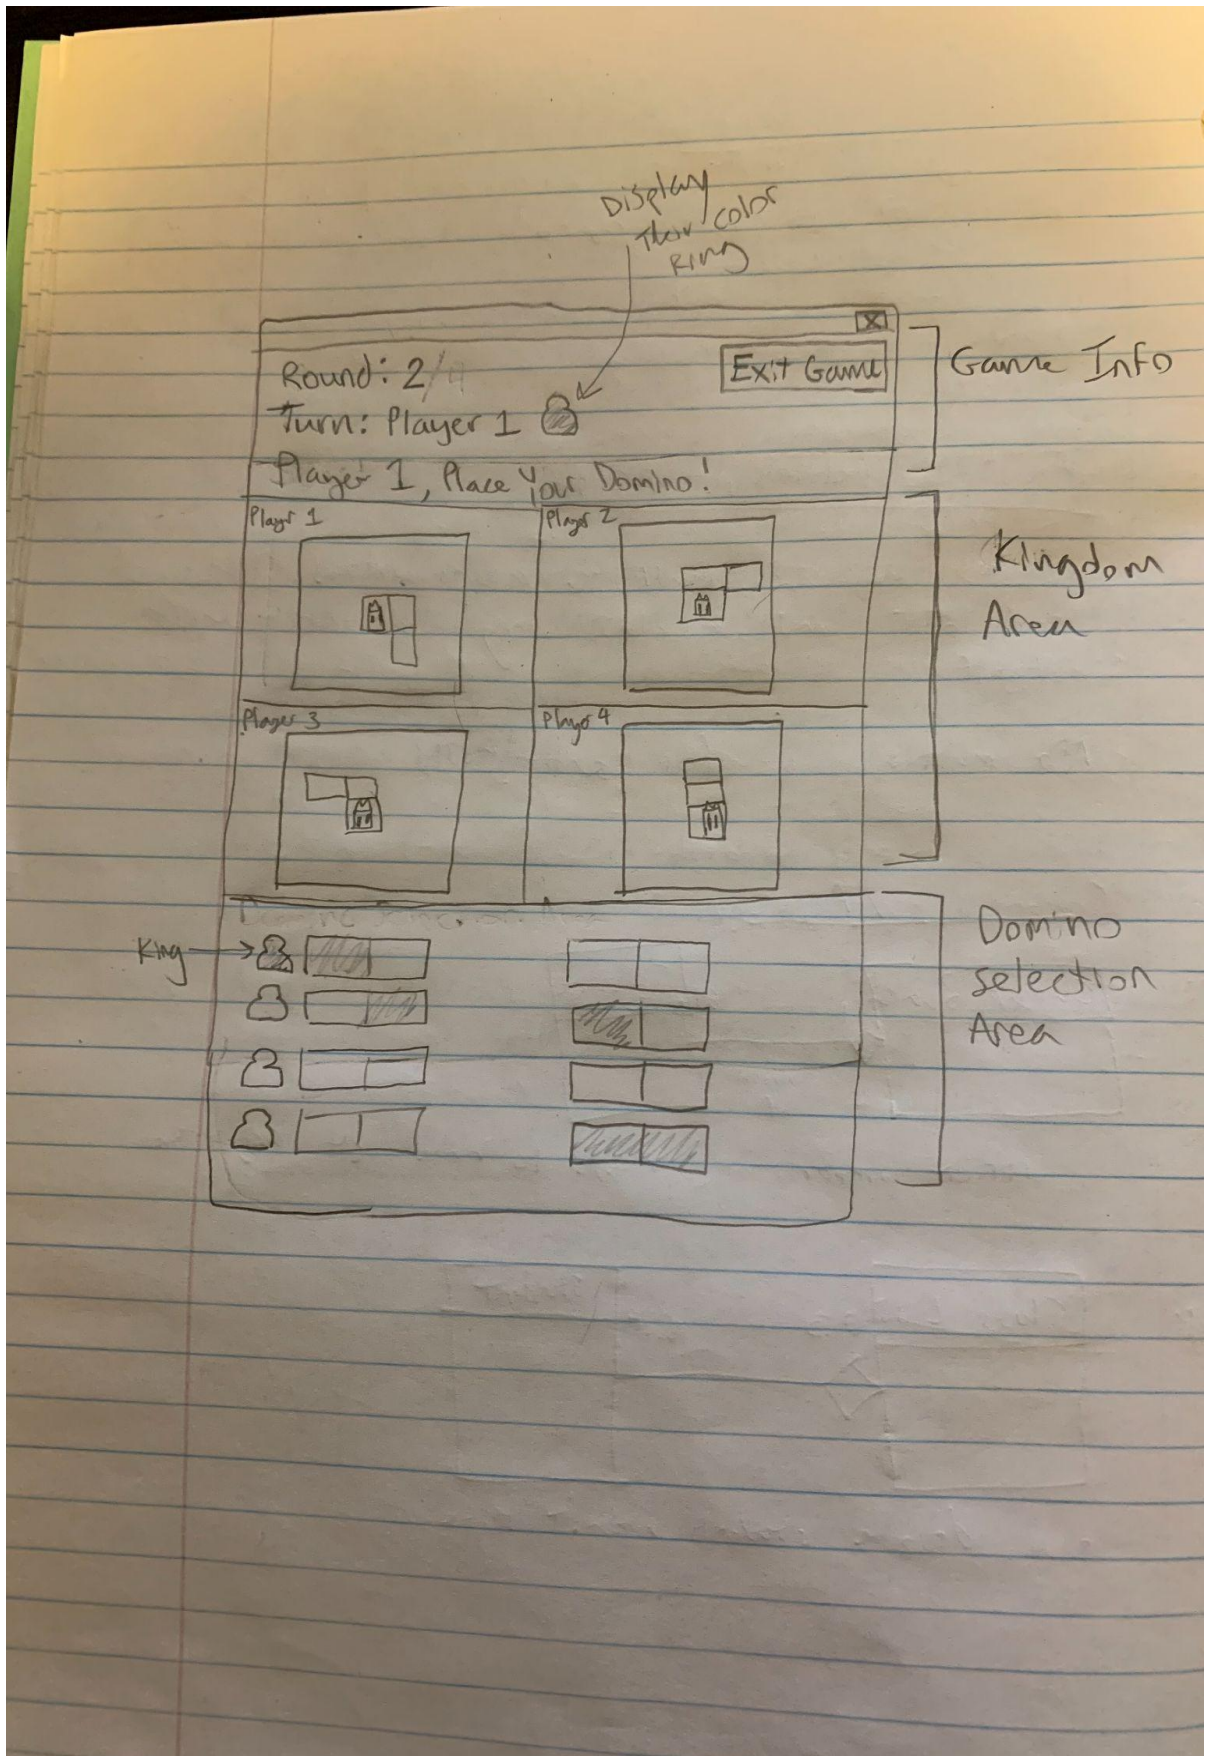 Display
Their color
King
X
Round: 2/
Exit Game
Turn: Player 1
Player 1, Place Your Domino!
Game Info
Player 1
Player 2
Kingdom
Area
Player 3
Player 4
King
Domino
selection
Area